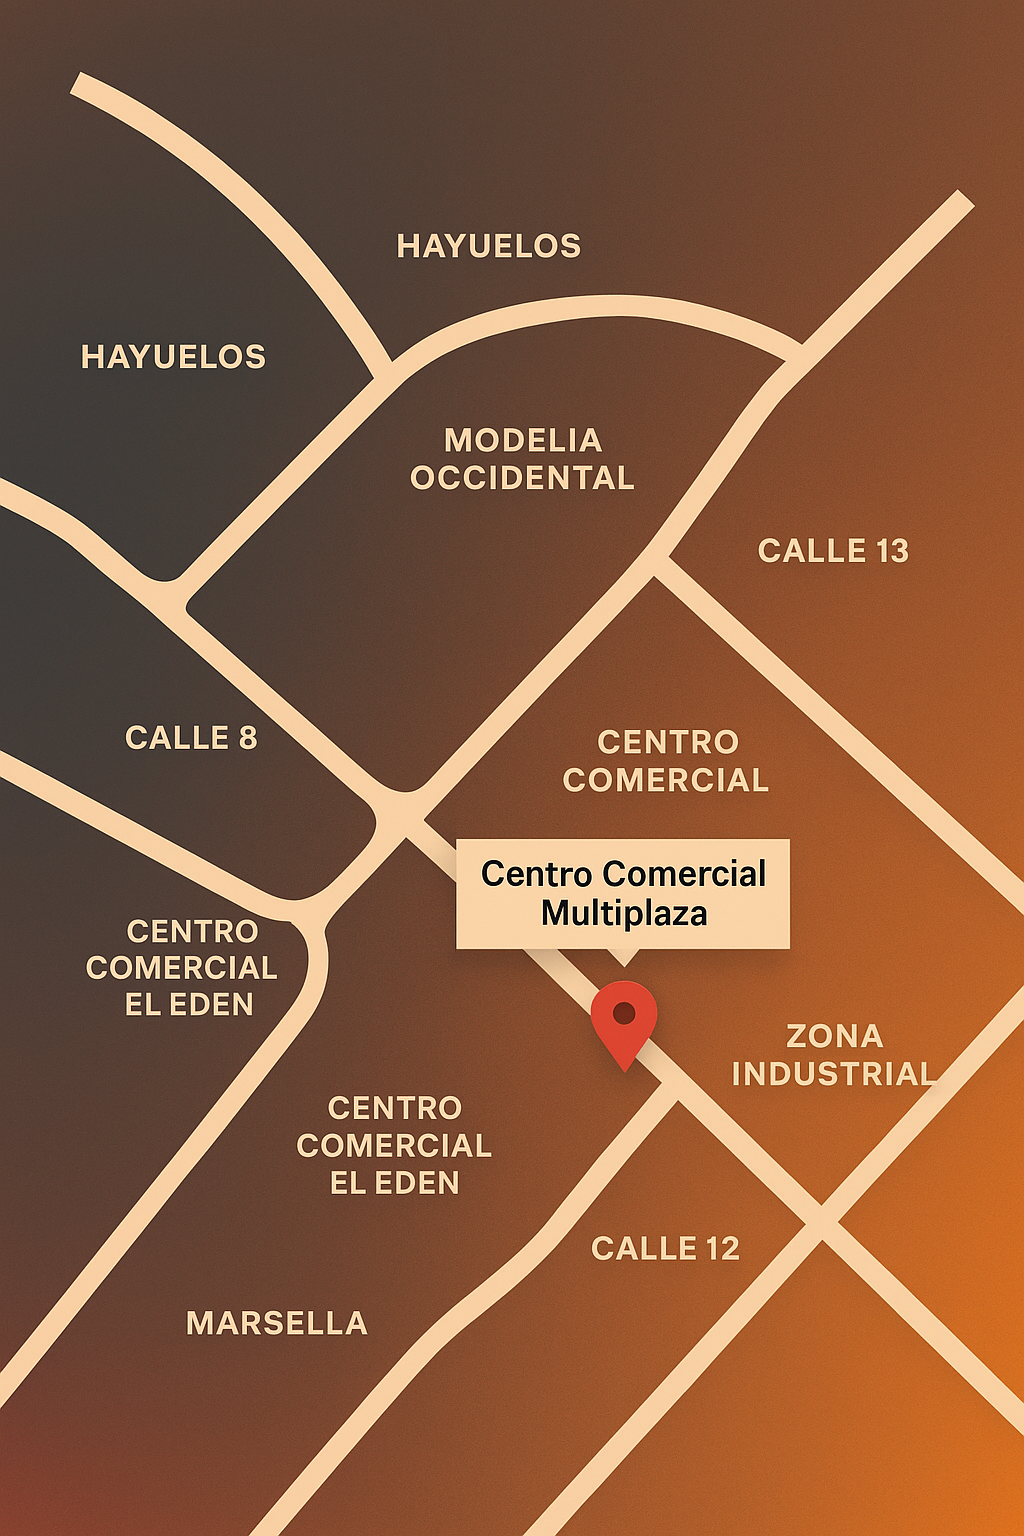 HAYUELOS
HAYUELOS
MODELIA
OCCIDENTAL
CALLE 13
CALLE 8
CENTRO
COMERCIAL
Centro Comercial
Multiplaza
CENTRO
COMERCIAL
EL EDEN
ZONA
INDUSTRIAL
CENTRO
COMERCIAL
EL EDEN
CALLE 12
MARSELLA